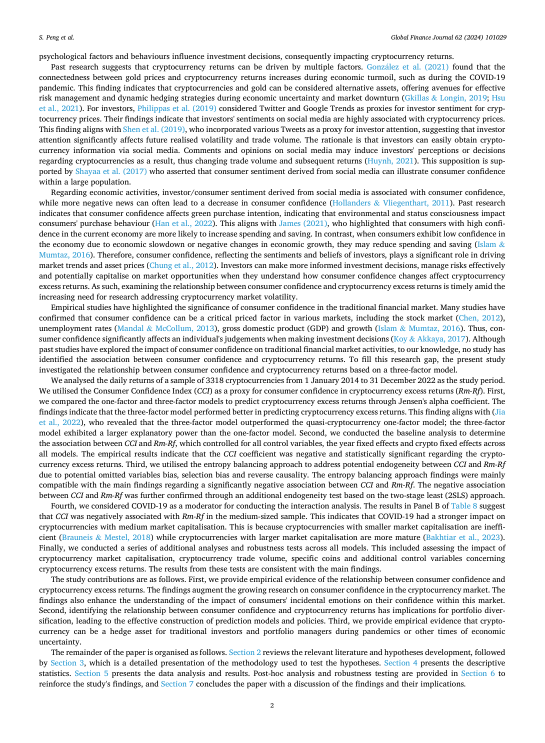 S. Peng et al.
Global Finance Journal 62 (2024) 101029
psychological factors and behaviours influence investment decisions, consequently impacting cryptocurrency returns.
Past research suggests that cryptocurrency returns can be driven by multiple factors. González et al. (2021) found that the
connectedness between gold prices and cryptocurrency returns increases during economic turmoil, such as during the COVID-19
pandemic. This finding indicates that cryptocurrencies and gold can be considered alternative assets, offering avenues for effective
risk management and dynamic hedging strategies during economic uncertainty and market downturn (Gkillas & Longin, 2019; Hsu
et al., 2021). For investors, Philippas et al. (2019) considered Twitter and Google Trends as proxies for investor sentiment for cryp-
tocurrency prices. Their findings indicate that investors' sentiments on social media are highly associated with cryptocurrency prices.
This finding aligns with Shen et al. (2019), who incorporated various Tweets as a proxy for investor attention, suggesting that investor
attention significantly affects future realised volatility and trade volume. The rationale is that investors can easily obtain crypto-
currency information via social media. Comments and opinions on social media may induce investors' perceptions or decisions
regarding cryptocurrencies as a result, thus changing trade volume and subsequent returns (Huynh, 2021). This supposition is sup-
ported by Shayaa et al. (2017) who asserted that consumer sentiment derived from social media can illustrate consumer confidence
within a large population.
Regarding economic activities, investor/consumer sentiment derived from social media is associated with consumer confidence,
while more negative news can often lead to a decrease in consumer confidence (Hollanders & Vliegenthart, 2011). Past research
indicates that consumer confidence affects green purchase intention, indicating that environmental and status consciousness impact
consumers' purchase behaviour (Han et al., 2022). This aligns with James (2021), who highlighted that consumers with high confi-
dence in the current economy are more likely to increase spending and saving. In contrast, when consumers exhibit low confidence in
the economy due to economic slowdown or negative changes in economic growth, they may reduce spending and saving (Islam &
Mumtaz, 2016). Therefore, consumer confidence, reflecting the sentiments and beliefs of investors, plays a significant role in driving
market trends and asset prices (Chung et al., 2012). Investors can make more informed investment decisions, manage risks effectively
and potentially capitalise on market opportunities when they understand how consumer confidence changes affect cryptocurrency
excess returns. As such, examining the relationship between consumer confidence and cryptocurrency excess returns is timely amid the
increasing need for research addressing cryptocurrency market volatility.
Empirical studies have highlighted the significance of consumer confidence in the traditional financial market. Many studies have
confirmed that consumer confidence can be a critical priced factor in various markets, including the stock market (Chen, 2012),
unemployment rates (Mandal & McCollum, 2013), gross domestic product (GDP) and growth (Islam & Mumtaz, 2016). Thus, con-
sumer confidence significantly affects an individual's judgements when making investment decisions (Koy & Akkaya, 2017). Although
past studies have explored the impact of consumer confidence on traditional financial market activities, to our knowledge, no study has
identified the association between consumer confidence and cryptocurrency returns. To fill this research gap, the present study
investigated the relationship between consumer confidence and cryptocurrency returns based on a three-factor model.
We analysed the daily returns of a sample of 3318 cryptocurrencies from 1 January 2014 to 31 December 2022 as the study period.
We utilised the Consumer Confidence Index (CCI) as a proxy for consumer confidence in cryptocurrency excess returns (Rm-Rf). First,
we compared the one-factor and three-factor models to predict cryptocurrency excess returns through Jensen's alpha coefficient. The
findings indicate that the three-factor model performed better in predicting cryptocurrency excess returns. This finding aligns with (Jia
et al., 2022), who revealed that the three-factor model outperformed the quasi-cryptocurrency one-factor model; the three-factor
model exhibited a larger explanatory power than the one-factor model. Second, we conducted the baseline analysis to determine
the association between CCI and Rm-Rf, which controlled for all control variables, the year fixed effects and crypto fixed effects across
all models. The empirical results indicate that the CCI coefficient was negative and statistically significant regarding the crypto-
currency excess returns. Third, we utilised the entropy balancing approach to address potential endogeneity between CCI and Rm-Rf
due to potential omitted variables bias, selection bias and reverse causality. The entropy balancing approach findings were mainly
compatible with the main findings regarding a significantly negative association between CCI and Rm-Rf. The negative association
between CCI and Rm-Rf was further confirmed through an additional endogeneity test based on the two-stage least (2SLS) approach.
Fourth, we considered COVID-19 as a moderator for conducting the interaction analysis. The results in Panel B of Table 8 suggest
that CCI was negatively associated with Rm-Rf in the medium-sized sample. This indicates that COVID-19 had a stronger impact on
cryptocurrencies with medium market capitalisation. This is because cryptocurrencies with smaller market capitalisation are ineffi-
cient (Brauneis & Mestel, 2018) while cryptocurrencies with larger market capitalisation are more mature (Bakhtiar et al., 2023).
Finally, we conducted a series of additional analyses and robustness tests across all models. This included assessing the impact of
cryptocurrency market capitalisation, cryptocurrency trade volume, specific coins and additional control variables concerning
cryptocurrency excess returns. The results from these tests are consistent with the main findings.
The study contributions are as follows. First, we provide empirical evidence of the relationship between consumer confidence and
cryptocurrency excess returns. The findings augment the growing research on consumer confidence in the cryptocurrency market. The
findings also enhance the understanding of the impact of consumers' incidental emotions on their confidence within this market.
Second, identifying the relationship between consumer confidence and cryptocurrency returns has implications for portfolio diver-
sification, leading to the effective construction of prediction models and policies. Third, we provide empirical evidence that crypto-
currency can be a hedge asset for traditional investors and portfolio managers during pandemics or other times of economic
uncertainty.
The remainder of the paper is organised as follows. Section 2 reviews the relevant literature and hypotheses development, followed
by Section 3, which is a detailed presentation of the methodology used to test the hypotheses. Section 4 presents the descriptive
statistics. Section 5 presents the data analysis and results. Post-hoc analysis and robustness testing are provided in Section 6 to
reinforce the study's findings, and Section 7 concludes the paper with a discussion of the findings and their implications.
2